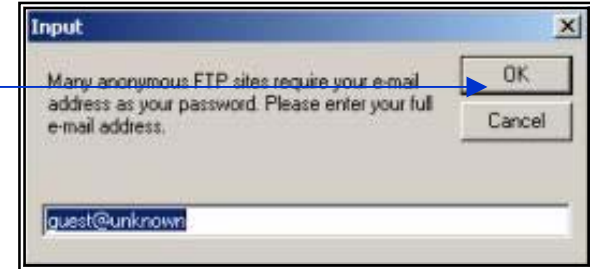 Input
Many anonymous FTP sites require your e-mail
address as your password. Please enter your full
e-mail address.
OK
Cancel
guest@unknown